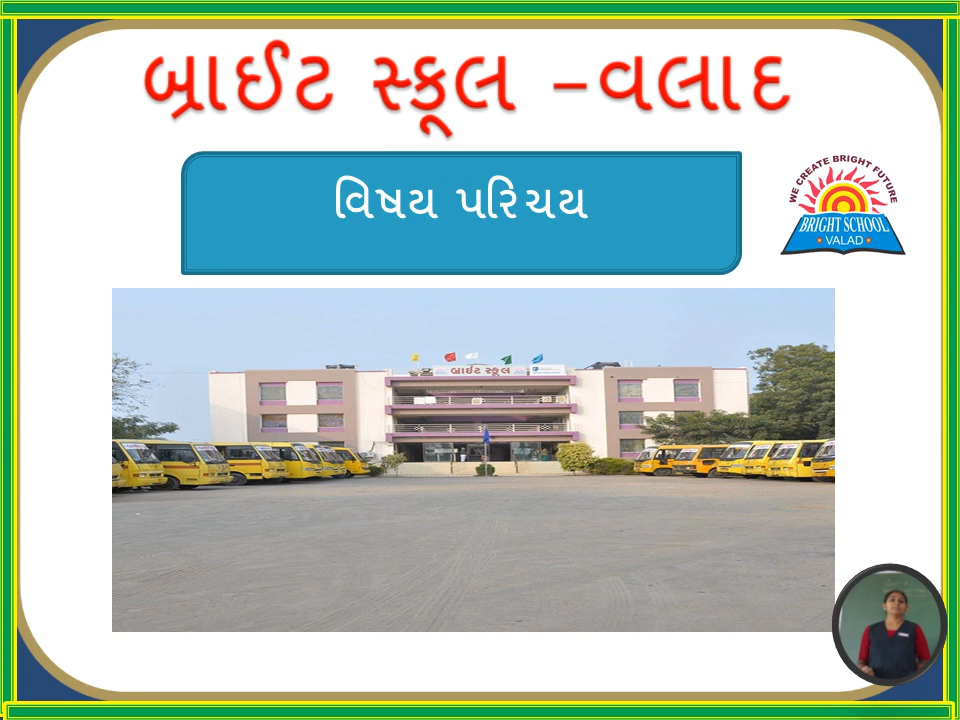 બ્રાઈટ સ્કૂલ –વલાદ
વિષય પરિચય
WE CREATE BRIGHT FUTURE
BRIGHT SCHOOL
VALAD
બ્રાઈટ સ્કૂલ